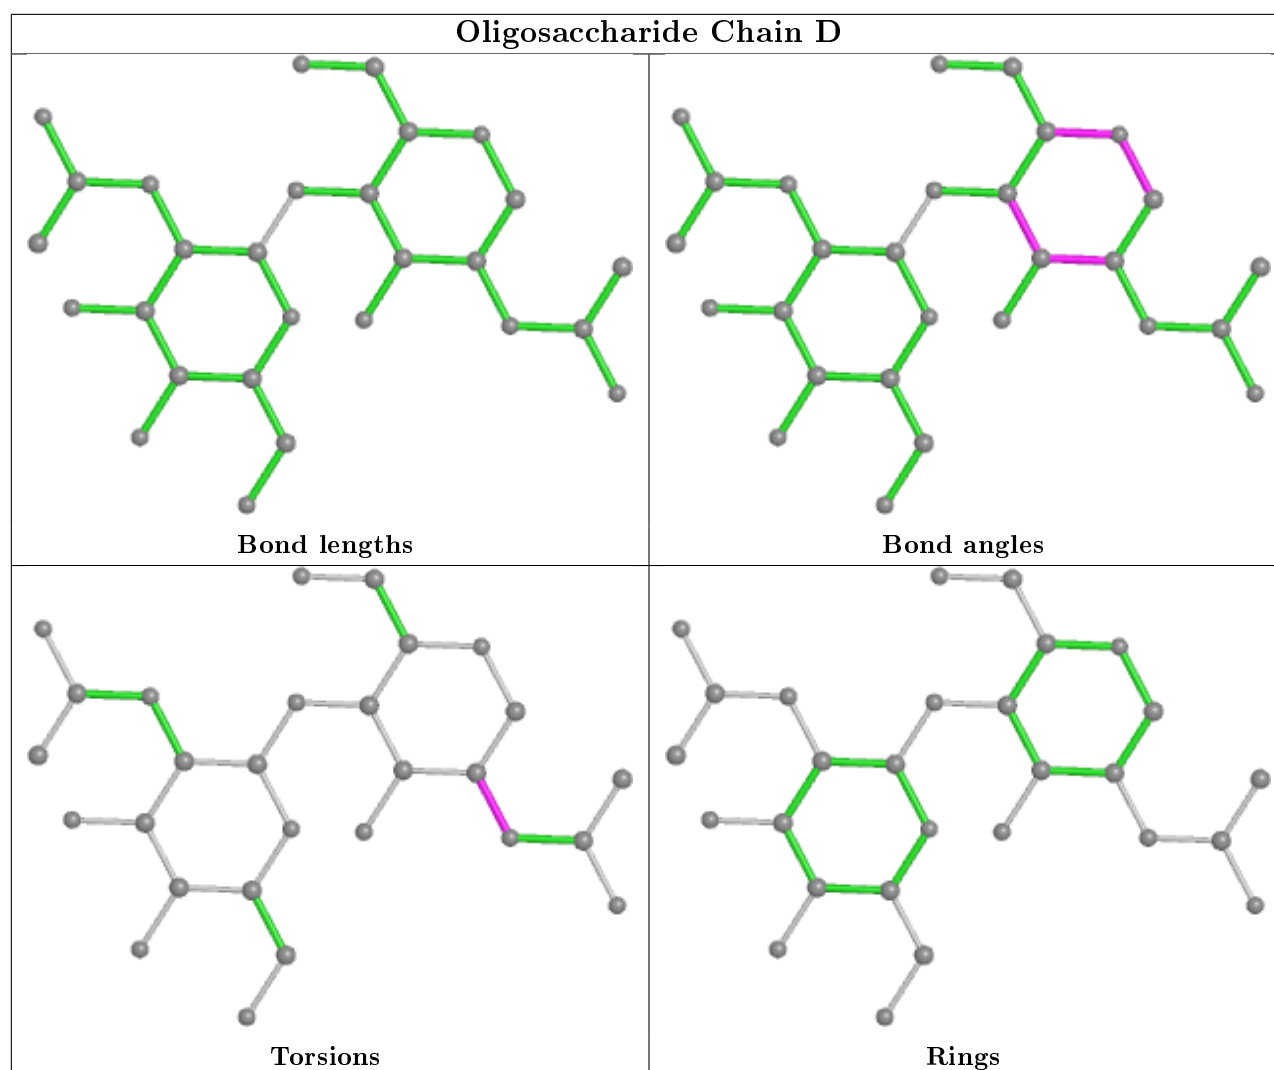 Oligosaccharide Chain D
Bond lengths
Bond angles
Torsions
Rings